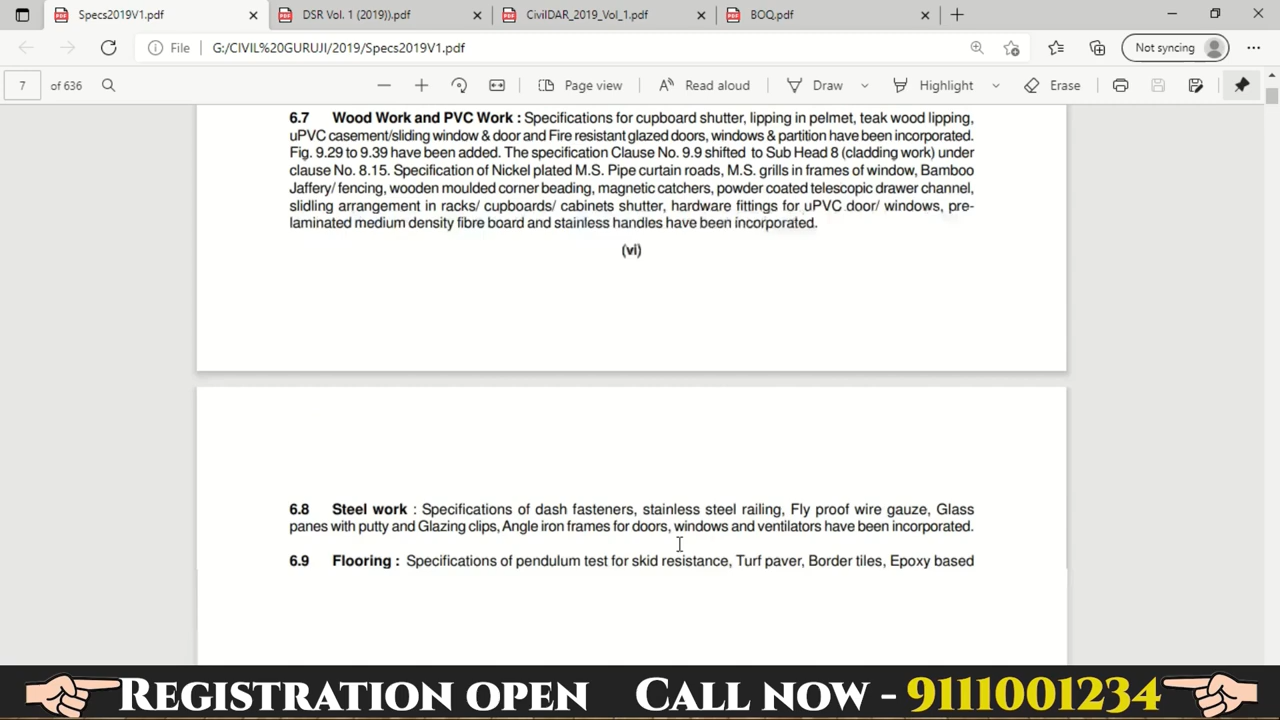 Specs2019V1.pdf
DSR Vol. 1 (2019)).pdf
CivilDAR_2019_Vol_1.pdf
BOQ.pdf
File
G:/CIVIL%20GURUJI/2019/Specs2019V1.pdf
Not syncing
7 of 636
Page view
Read aloud
Draw
Highlight
Erase
6.7 Wood Work and PVC Work : Specifications for cupboard shutter, lipping in pelmet, teak wood lipping,
uPVC casement/sliding window & door and Fire resistant glazed doors, windows & partition have been incorporated.
Fig. 9.29 to 9.39 have been added. The specification Clause No. 9.9 shifted to Sub Head 8 (cladding work) under
clause No. 8.15. Specification of Nickel plated M.S. Pipe curtain roads, M.S. grills in frames of window, Bamboo
Jaffery/ fencing, wooden moulded corner beading, magnetic catchers, powder coated telescopic drawer channel,
slidling arrangement in racks/ cupboards/ cabinets shutter, hardware fittings for uPVC door/ windows, pre-
laminated medium density fibre board and stainless handles have been incorporated.
(vi)
6.8 Steel work : Specifications of dash fasteners, stainless steel railing, Fly proof wire gauze, Glass
panes with putty and Glazing clips, Angle iron frames for doors, windows and ventilators have been incorporated.
6.9 Flooring : Specifications of pendulum test for skid resistance, Turf paver, Border tiles, Epoxy based
Registration open Call now - 9111001234